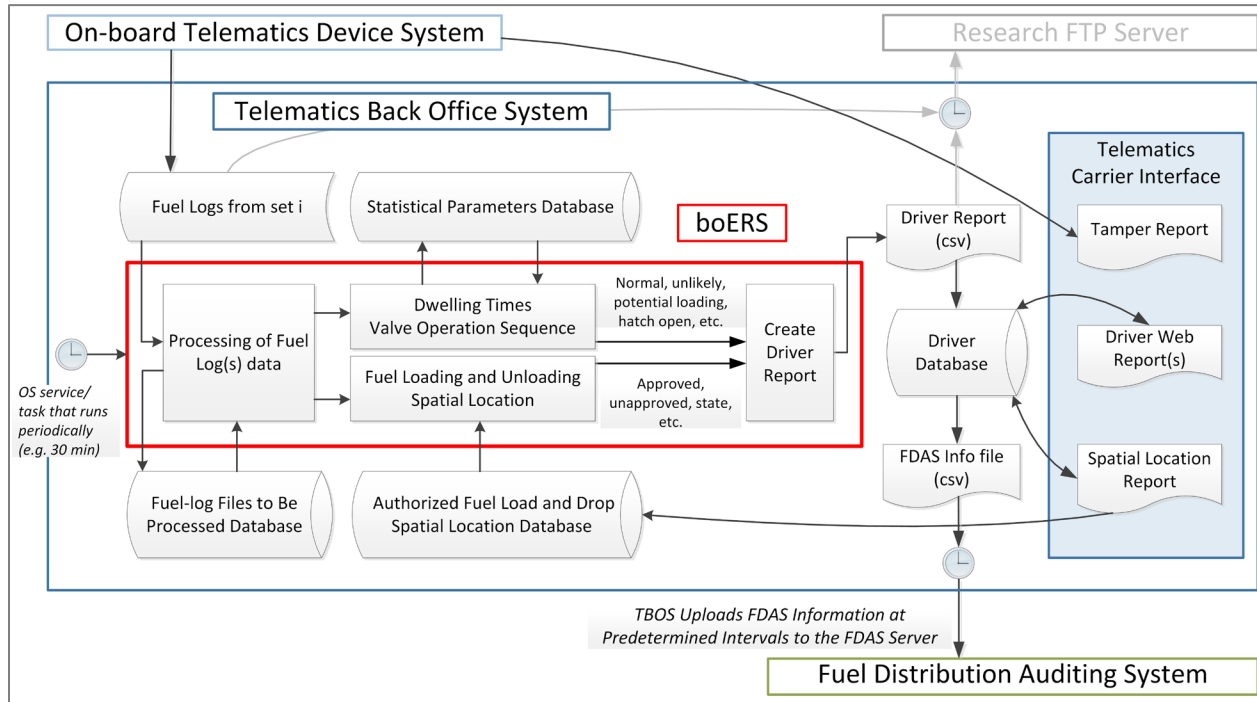 On-board Telematics Device System
Research FTP Server
Telematics Back Office System
Telematics
Carrier Interface
Fuel Logs from set i
Statistical Parameters Database
boERS
Driver Report
(csv)
Tamper Report
Processing of Fuel
Log(s) data
Dwelling Times
Valve Operation Sequence
Normal, unlikely,
potential loading,
hatch open, etc.
Create
Driver
Report
Driver
Database
Driver Web
Report(s)
OS service/
task that runs
periodically
(e.g. 30 min)
Fuel Loading and Unloading
Spatial Location
Approved,
unapproved, state,
etc.
Fuel-log Files to Be
Processed Database
Authorized Fuel Load and Drop
Spatial Location Database
FDAS Info file
(csv)
Spatial Location
Report
TBOS Uploads FDAS Information at
Predetermined Intervals to the FDAS Server
Fuel Distribution Auditing System